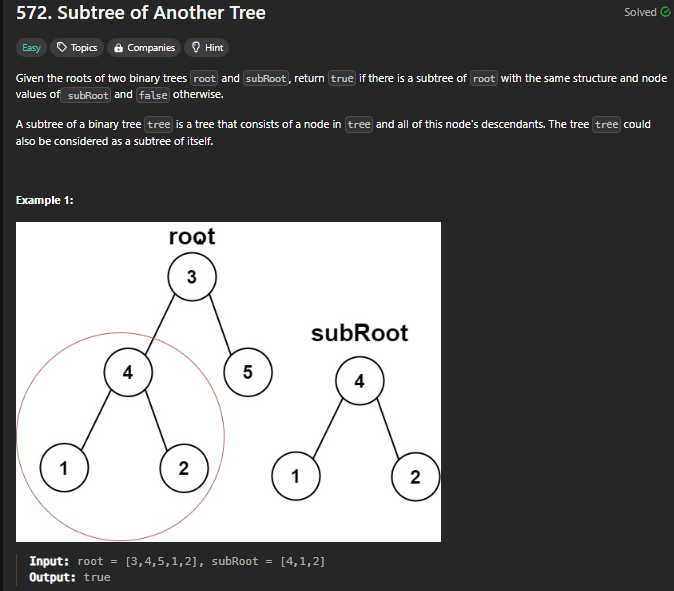 572. Subtree of Another Tree
Solved
Easy Topics Companies Hint
Given the roots of two binary trees root and subRoot, return true if there is a subtree of root with the same structure and node
values of subRoot and false otherwise.
A subtree of a binary tree tree is a tree that consists of a node in tree and all of this node's descendants. The tree tree could
also be considered as a subtree of itself.
Example 1:
root
3
subRoot
4 5 4
1 2 1 2
Input: root = [3,4,5,1,2], subRoot = [4,1,2]
Output: true